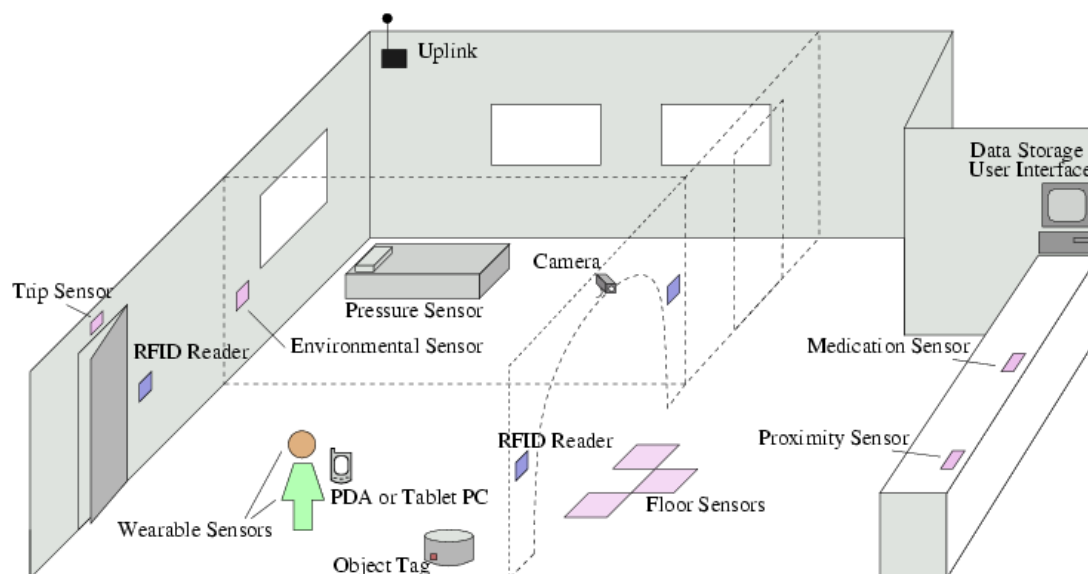 Uplink
Data Storage
User Interface
Camera
Trip Sensor
Pressure Sensor
RFID Reader
Environmental Sensor
Medication Sensor
RFID Reader
Proximity Sensor
PDA or Tablet PC
Floor Sensors
Wearable Sensors
Object Tag